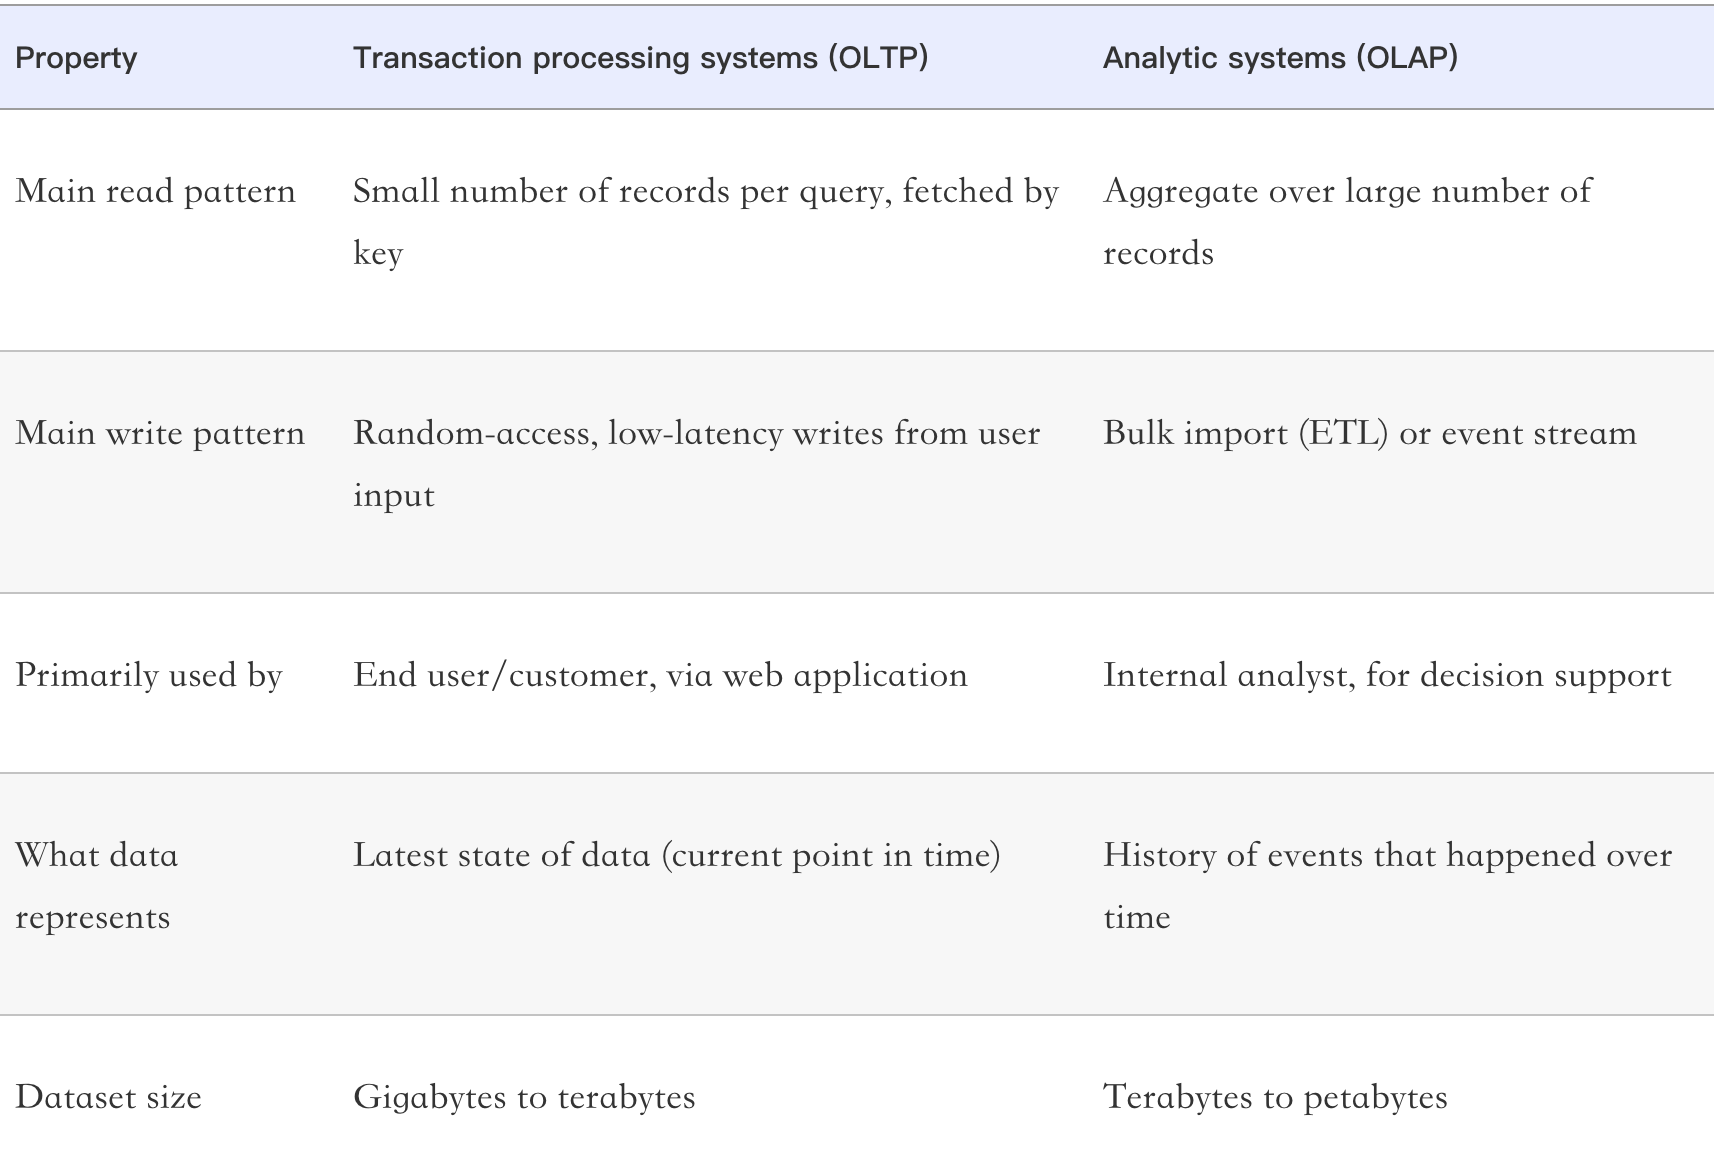 Property Transaction processing systems (OLTP) Analytic systems (OLAP)
Main read pattern Small number of records per query, fetched by Aggregate over large number of
key records
Main write pattern Random-access, low-latency writes from user Bulk import (ETL) or event stream
input
Primarily used by End user/customer, via web application Internal analyst, for decision support
What data Latest state of data (current point in time) History of events that happened over
represents time
Dataset size Gigabytes to terabytes Terabytes to petabytes